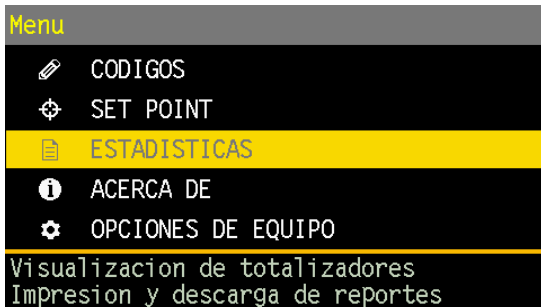 Menu
CODIGOS
SET POINT
ESTADISTICAS
ACERCA DE
OPCIONES DE EQUIPO
Visualizacion de totalizadores
Impresion y descarga de reportes